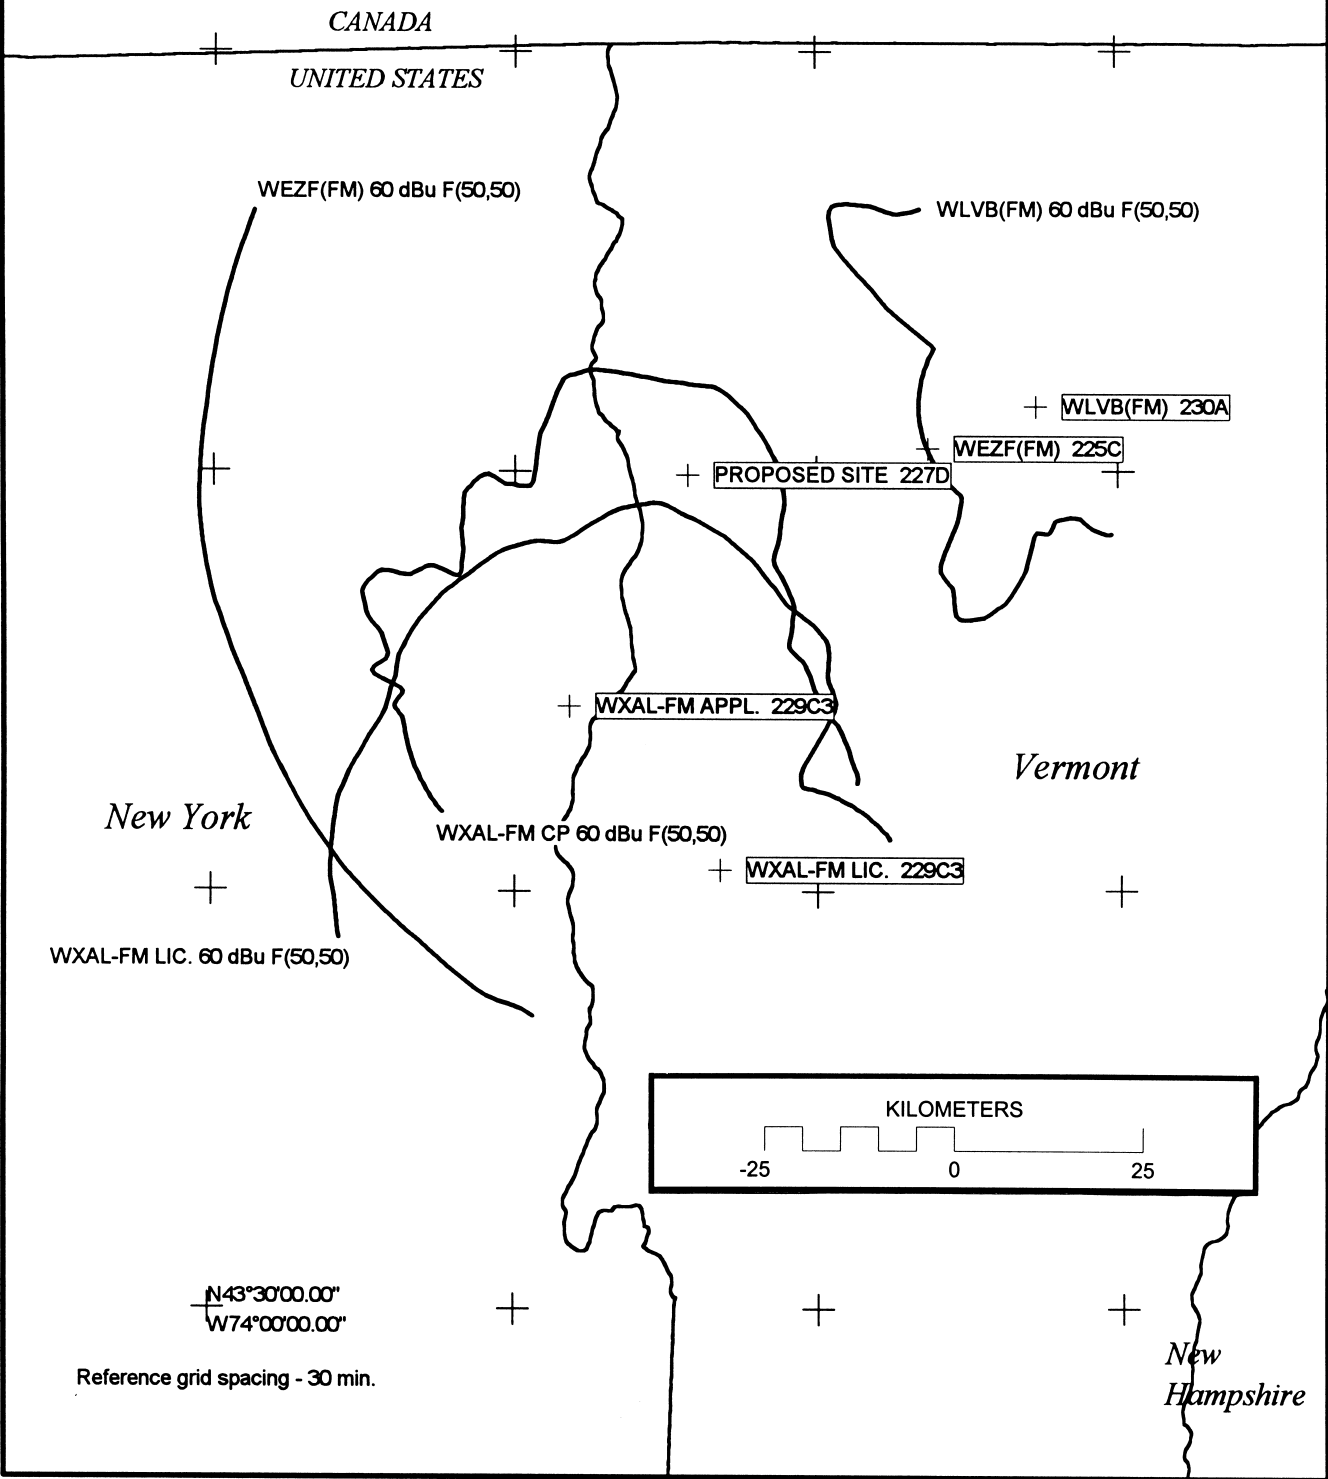 CANADA
UNITED STATES
WEZF(FM) 60 dBu F(50,50)
WLVB(FM) 60 dBu F(50,50)
WLVB(FM) 230A
WEZF(FM) 225C
PROPOSED SITE 227D
WXAL-FM APPL. 229C3
Vermont
New York
WXAL-FM CP 60 dBu F(50,50)
WXAL-FM LIC. 229C3
WXAL-FM LIC. 60 dBu F(50,50)
KILOMETERS
-25 0 25
N43°30'00.00"
W74°00'00.00"
Reference grid spacing - 30 min.
New
Hampshire